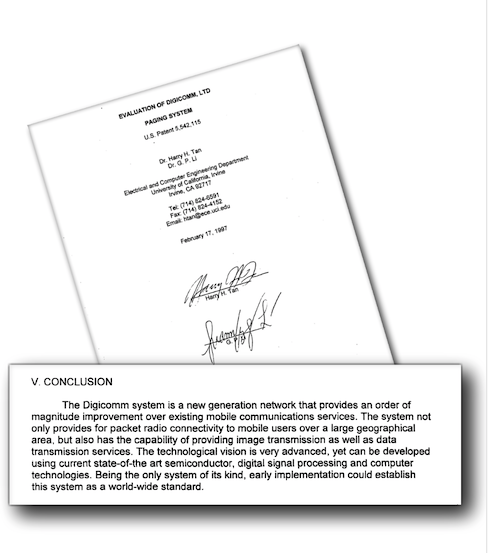 EVALUATION OF DIGICOMM, LTD
PAGING SYSTEM
U.S. Patent 5,542,115
Dr. Harry H. Tan
Dr. G. P. Li
Electrical and Computer Engineering Department
University of California, Irvine
Irvine, CA 92717
Tel: (714) 824-6591
Fax: (714) 824-4152
Email: htan@ece.uci.edu
February 17, 1997
Harry H. Tan
G. P. Li
V. CONCLUSION
The Digicomm system is a new generation network that provides an order of
magnitude improvement over existing mobile communications services. The system not
only provides for packet radio connectivity to mobile users over a large geographical
area, but also has the capability of providing image transmission as well as data
transmission services. The technological vision is very advanced, yet can be developed
using current state-of-the art semiconductor, digital signal processing and computer
technologies. Being the only system of its kind, early implementation could establish
this system as a world-wide standard.